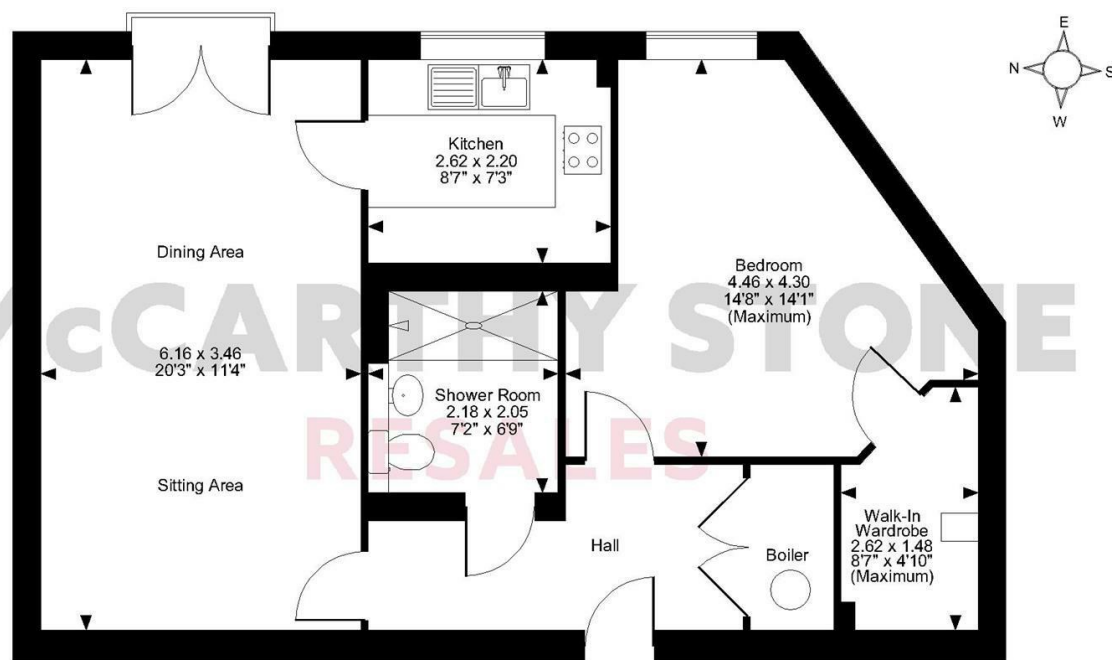 E
N
S
W
Kitchen
2.62 x 2.20
8'7" x 7'3"
Dining Area
Bedroom
4.46 x 4.30
14'8" x 14'1"
(Maximum)
McCARTHY STONE
RESALES
6.16 x 3.46
20'3" x 11'4"
Shower Room
2.18 x 2.05
7'2" x 6'9"
Sitting Area
Hall
Boiler
Walk-In
Wardrobe
2.62 x 1.48
8'7" x 4'10"
(Maximum)